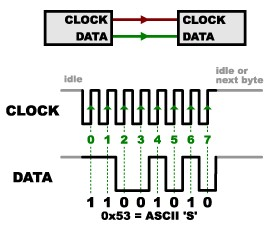 CLOCK CLOCK
DATA DATA
idle
idle or
next byte
CLOCK
0 1 2 3 4 5 6 7
DATA
1 1 0 0 1 0 1 0
0x53 = ASCII 'S'